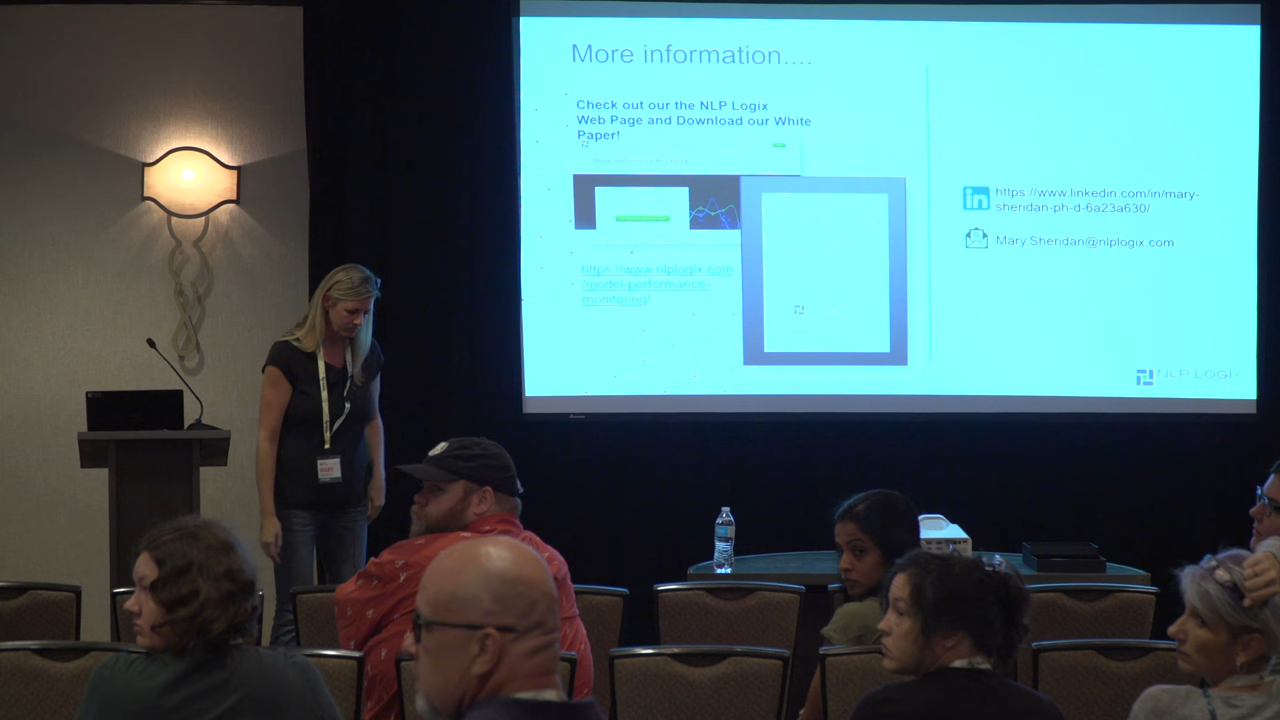 More information....
Check out our the NLP Logix
Web Page and Download our White
Paper!
https://www.nlplogix.com
/model-performance-
monitoring/
https://www.linkedin.com/in/mary-
sheridan-ph-d-6a23a630/
Mary.Sheridan@nlplogix.com
in
NLP LOGIX